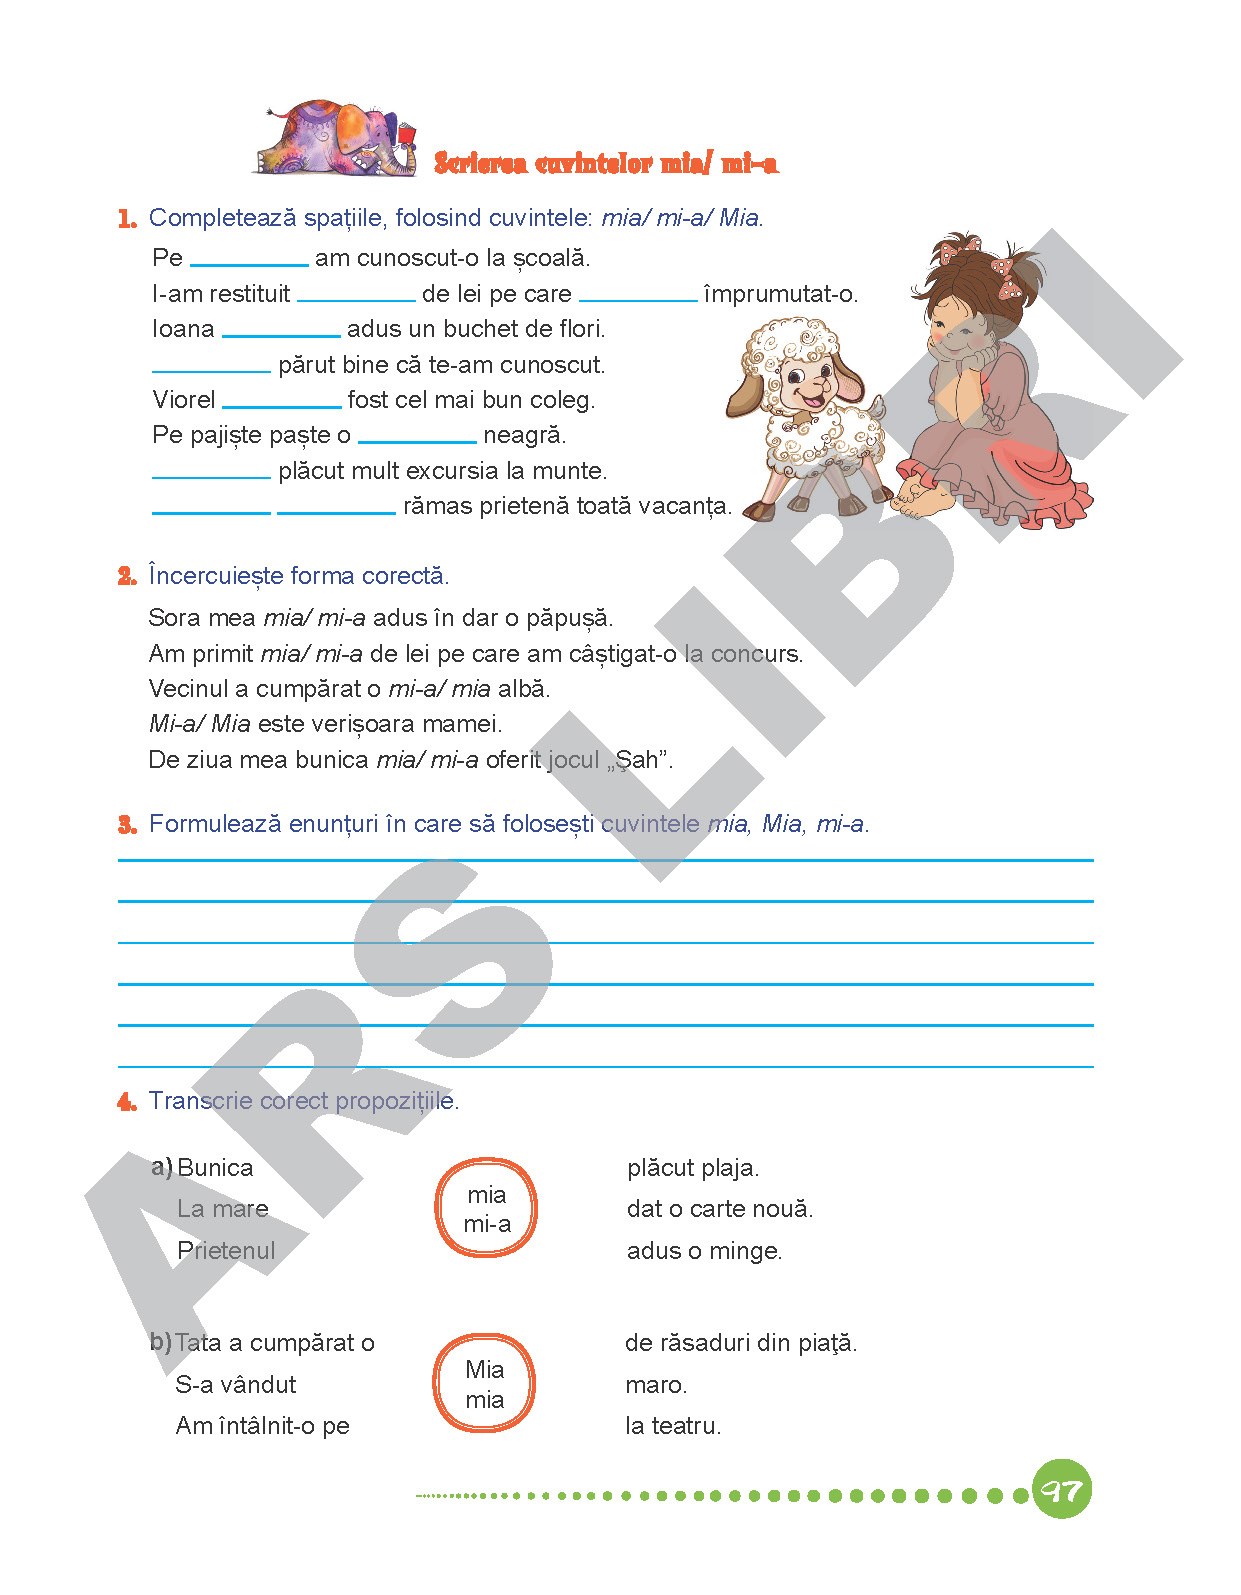 Scrierea cuvintelor mia/ mi-a
1. Completează spațiile, folosind cuvintele: mia/ mi-a/ Mia.
Pe ________ am cunoscut-o la școală.
I-am restituit ________ de lei pe care ________ împrumutat-o.
Ioana ________ adus un buchet de flori.
________ părut bine că te-am cunoscut.
Viorel ________ fost cel mai bun coleg.
Pe pajiște paște o ________ neagră.
________ plăcut mult excursia la munte.
________ ________ rămas prietenă toată vacanța.
2. Încercuiește forma corectă.
Sora mea mia/ mi-a adus în dar o păpușă.
Am primit mia/ mi-a de lei pe care am câștigat-o la concurs.
Vecinul a cumpărat o mi-a/ mia albă.
Mi-a/ Mia este verișoara mamei.
De ziua mea bunica mia/ mi-a oferit jocul „Şah”.
3. Formulează enunțuri în care să folosești cuvintele mia, Mia, mi-a.
4. Transcrie corect propozițiile.
a) Bunica
La mare
Prietenul
mia
mi-a
plăcut plaja.
dat o carte nouă.
adus o minge.
b) Tata a cumpărat o
S-a vândut
Am întâlnit-o pe
Mia
mia
de răsaduri din piaţă.
maro.
la teatru.
97
ARS LIBRI